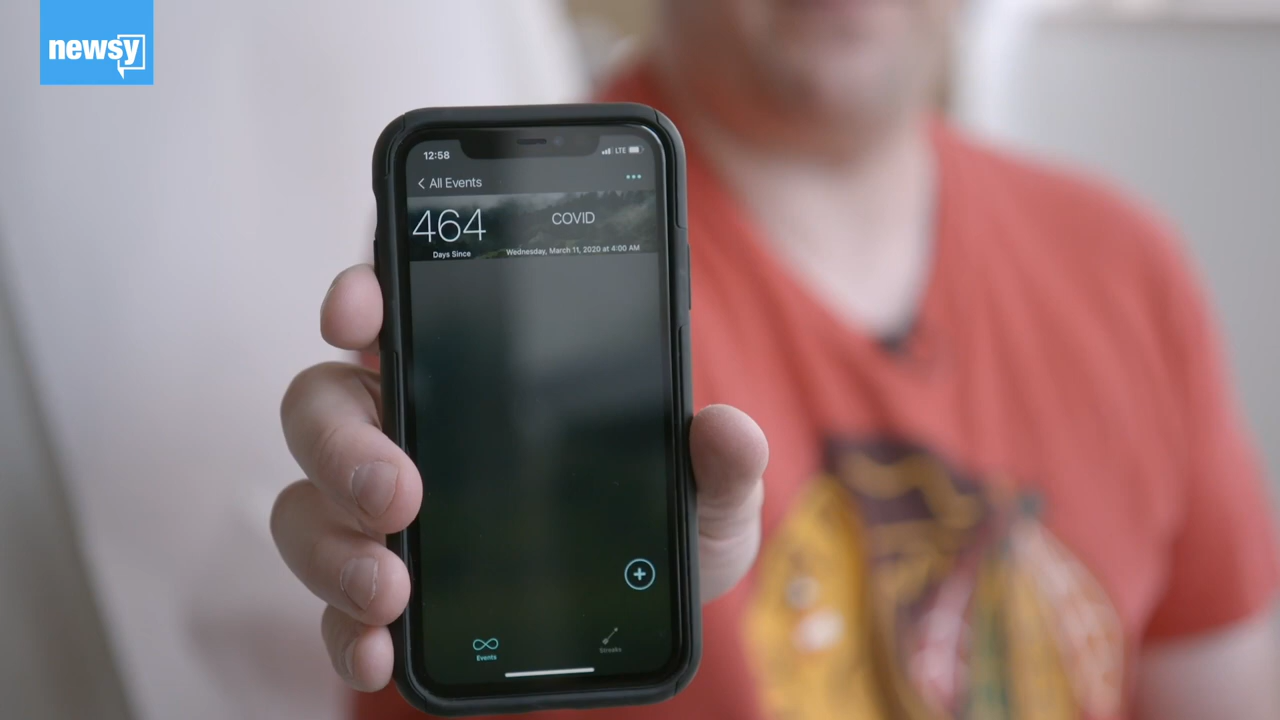 newsy
12:58
LTE
All Events
464
COVID
Days Since
Wednesday, March 11, 2020 at 4:00 AM
Events
Streaks